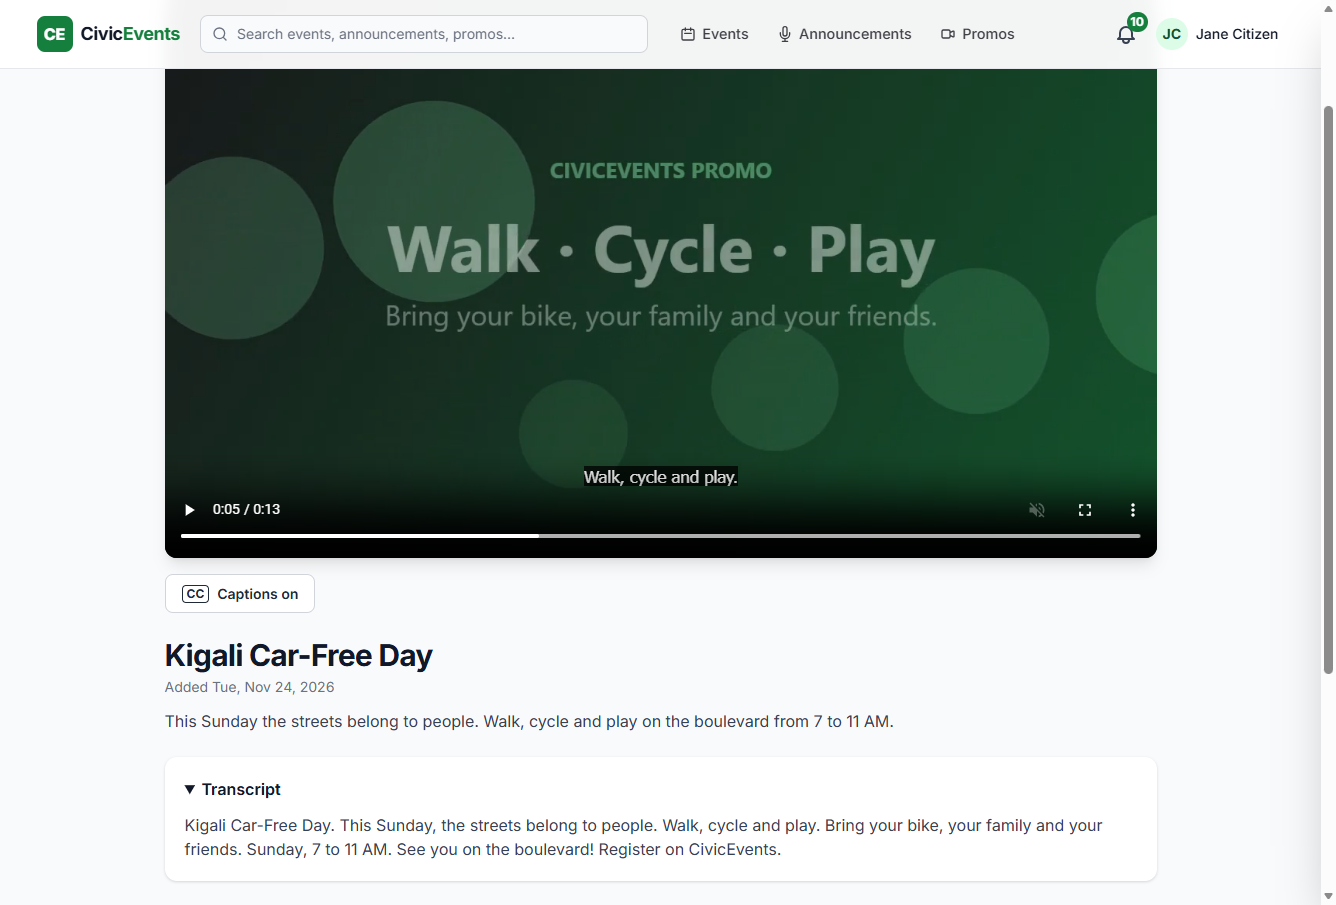 CE CivicEvents Search events, announcements, promos... Events Announcements Promos 10 JC Jane Citizen
CIVICEVENTS PROMO
Walk · Cycle · Play
Bring your bike, your family and your friends.
Walk, cycle and play.
0:05 / 0:13
CC Captions on
Kigali Car-Free Day
Added Tue, Nov 24, 2026
This Sunday the streets belong to people. Walk, cycle and play on the boulevard from 7 to 11 AM.
Transcript
Kigali Car-Free Day. This Sunday, the streets belong to people. Walk, cycle and play. Bring your bike, your family and your
friends. Sunday, 7 to 11 AM. See you on the boulevard! Register on CivicEvents.